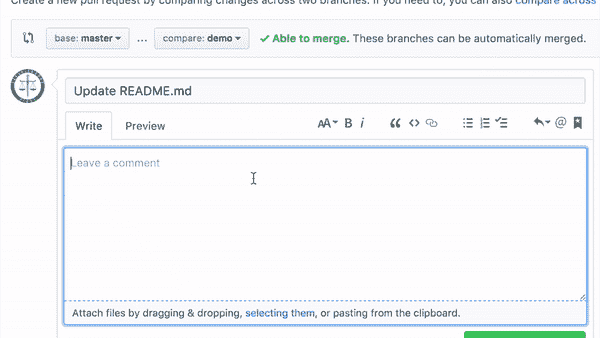 Create a new pull request by comparing changes across two branches. If you need to, you can also compare across
base: master ... compare: demo ✓ Able to merge. These branches can be automatically merged.
Update README.md
Write Preview AA B i “ <> @
Leave a comment
Attach files by dragging & dropping, selecting them, or pasting from the clipboard.